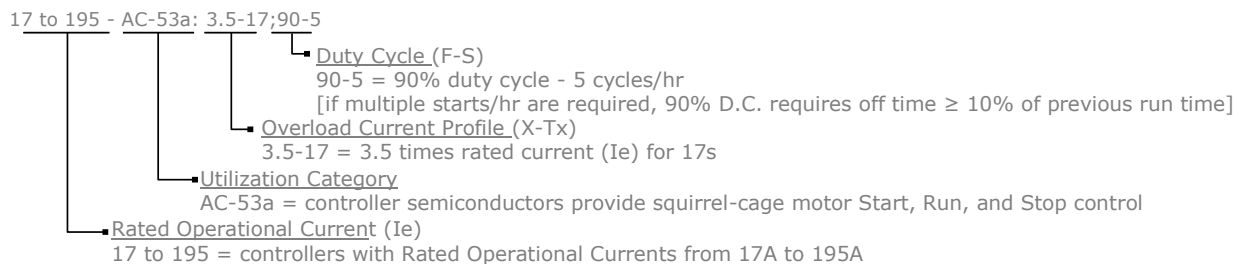 17 to 195 - AC-53a: 3.5-17;90-5
Duty Cycle (F-S)
90-5 = 90% duty cycle - 5 cycles/hr
[if multiple starts/hr are required, 90% D.C. requires off time ≥ 10% of previous run time]
Overload Current Profile (X-Tx)
3.5-17 = 3.5 times rated current (Ie) for 17s
Utilization Category
AC-53a = controller semiconductors provide squirrel-cage motor Start, Run, and Stop control
Rated Operational Current (Ie)
17 to 195 = controllers with Rated Operational Currents from 17A to 195A